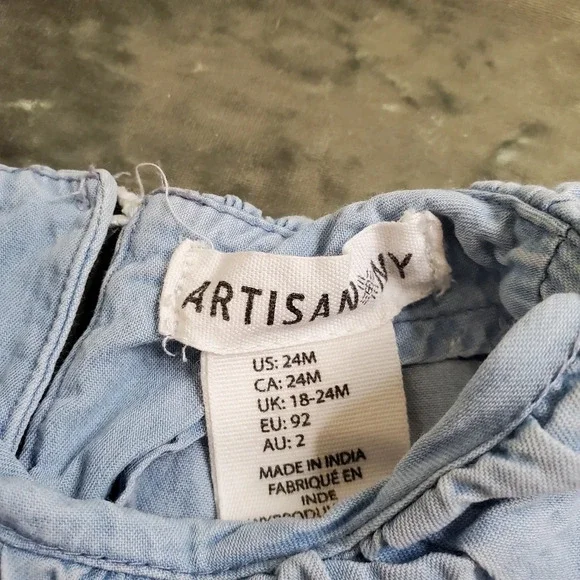 ARTISAN NY
US: 24M
CA: 24M
UK: 18-24M
EU: 92
AU: 2
MADE IN INDIA
FABRIQUÉ EN
INDE